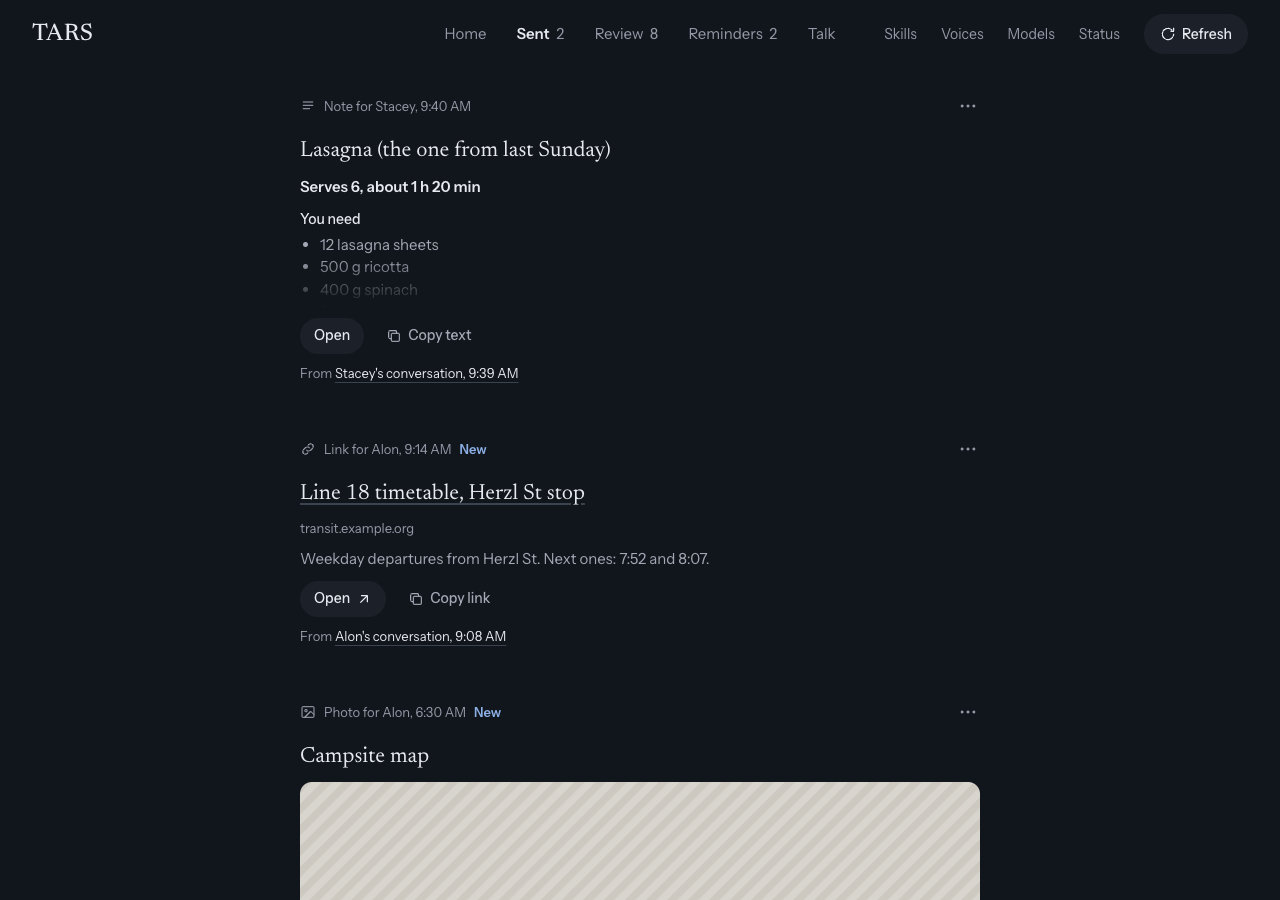 TARS
Home Sent 2 Review 8 Reminders 2 Talk Skills Voices Models Status Refresh
Note for Stacey, 9:40 AM
Lasagna (the one from last Sunday)
Serves 6, about 1 h 20 min
You need
• 12 lasagna sheets
• 500 g ricotta
• 400 g spinach
Open Copy text
From Stacey's conversation, 9:39 AM
Link for Alon, 9:14 AM New
Line 18 timetable, Herzl St stop
transit.example.org
Weekday departures from Herzl St. Next ones: 7:52 and 8:07.
Open Copy link
From Alon's conversation, 9:08 AM
Photo for Alon, 6:30 AM New
Campsite map